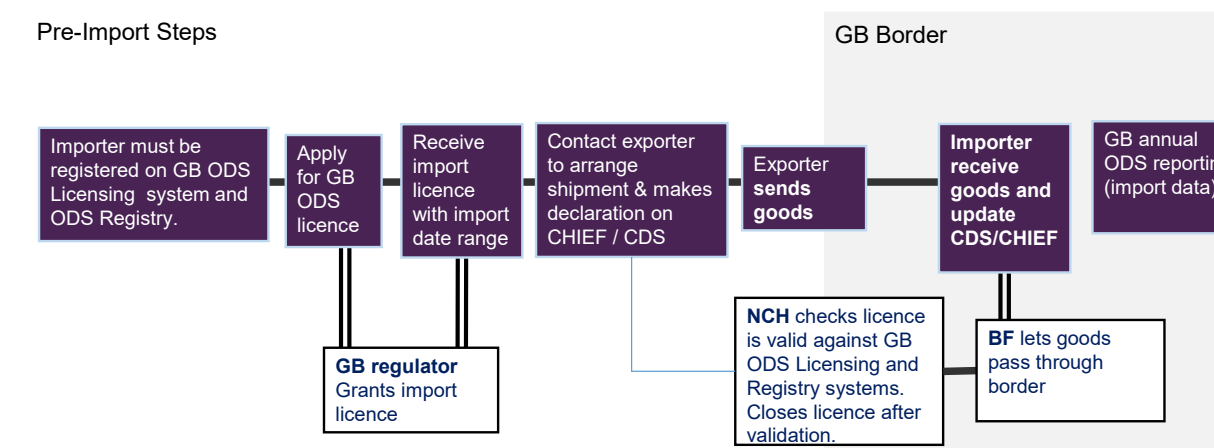 Pre-Import Steps
GB Border
Importer must be
registered on GB ODS
Licensing system and
ODS Registry.
Apply
for GB
ODS
licence
Receive
import
licence
with import
date range
Contact exporter
to arrange
shipment & makes
declaration on
CHIEF / CDS
Exporter
sends
goods
Importer
receive
goods and
update
CDS/CHIEF
GB annual
ODS reportin
(import data)
GB regulator
Grants import
licence
NCH checks licence
is valid against GB
ODS Licensing and
Registry systems.
Closes licence after
validation.
BF lets goods
pass through
border